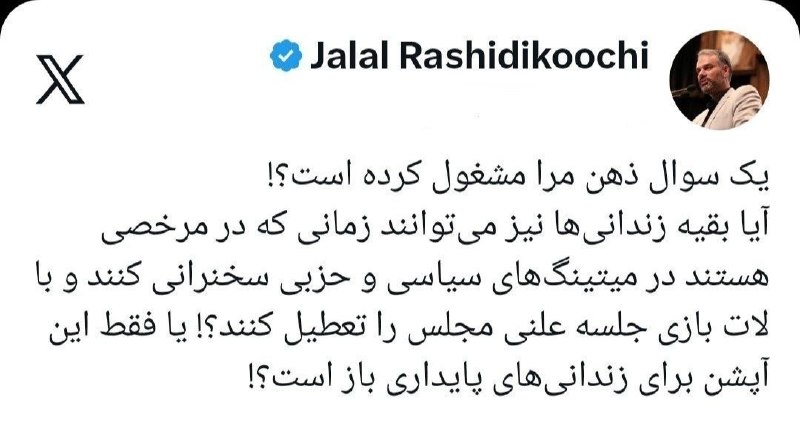 Jalal Rashidikoochi
یک سوال ذهن مرا مشغول کرده است؟!
آیا بقیه زندانی‌ها نیز می‌توانند زمانی که در مرخصی
هستند در میتینگ‌های سیاسی و حزبی سخنرانی کنند و با
لات بازی جلسه علنی مجلس را تعطیل کنند؟! یا فقط این
آپشن برای زندانی‌های پایداری باز است؟!